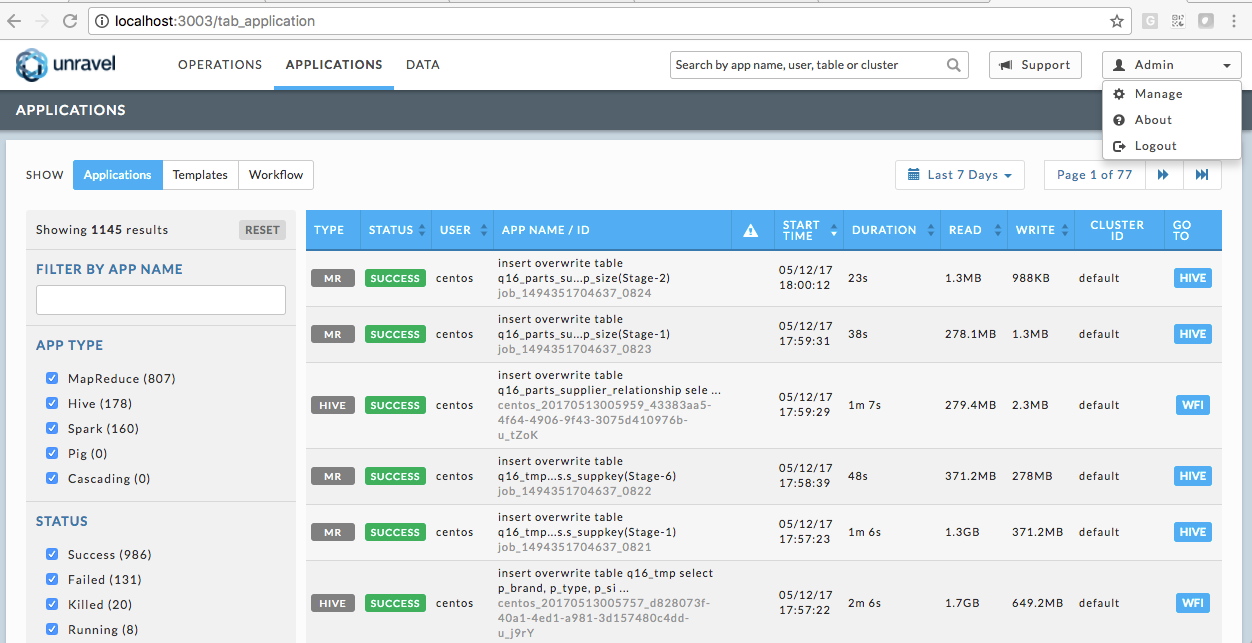 localhost:3003/tab_application
unravel
OPERATIONS
APPLICATIONS
DATA
Search by app name, user, table or cluster
Support
Admin
Manage
About
Logout
APPLICATIONS
SHOW
Applications
Templates
Workflow
Last 7 Days
Page 1 of 77
Showing 1145 results
RESET
FILTER BY APP NAME
APP TYPE
MapReduce (807)
Hive (178)
Spark (160)
Pig (0)
Cascading (0)
STATUS
Success (986)
Failed (131)
Killed (20)
Running (8)
TYPE
STATUS
USER
APP NAME / ID
START
TIME
DURATION
READ
WRITE
CLUSTER
ID
GO
TO
MR
SUCCESS
centos
insert overwrite table
q16_parts_su...p_size(Stage-2)
job_1494351704637_0824
05/12/17
18:00:12
23s
1.3MB
988KB
default
HIVE
MR
SUCCESS
centos
insert overwrite table
q16_parts_su...p_size(Stage-1)
job_1494351704637_0823
05/12/17
17:59:31
38s
278.1MB
1.3MB
default
HIVE
HIVE
SUCCESS
centos
insert overwrite table
q16_parts_supplier_relationship sele ...
centos_20170513005959_43383aa5-
4f64-4906-9f43-3075d410976b-
u_tZoK
05/12/17
17:59:29
1m 7s
279.4MB
2.3MB
default
WFI
MR
SUCCESS
centos
insert overwrite table
q16_tmp...s.s_suppkey(Stage-6)
job_1494351704637_0822
05/12/17
17:58:39
48s
371.2MB
278MB
default
HIVE
MR
SUCCESS
centos
insert overwrite table
q16_tmp...s.s_suppkey(Stage-1)
job_1494351704637_0821
05/12/17
17:57:23
1m 6s
1.3GB
371.2MB
default
HIVE
HIVE
SUCCESS
centos
insert overwrite table q16_tmp select
p_brand, p_type, p_si ...
centos_20170513005757_d828073f-
40a1-4ed1-a981-3d157480c4dd-
u_j9rY
05/12/17
17:57:22
2m 6s
1.7GB
649.2MB
default
WFI